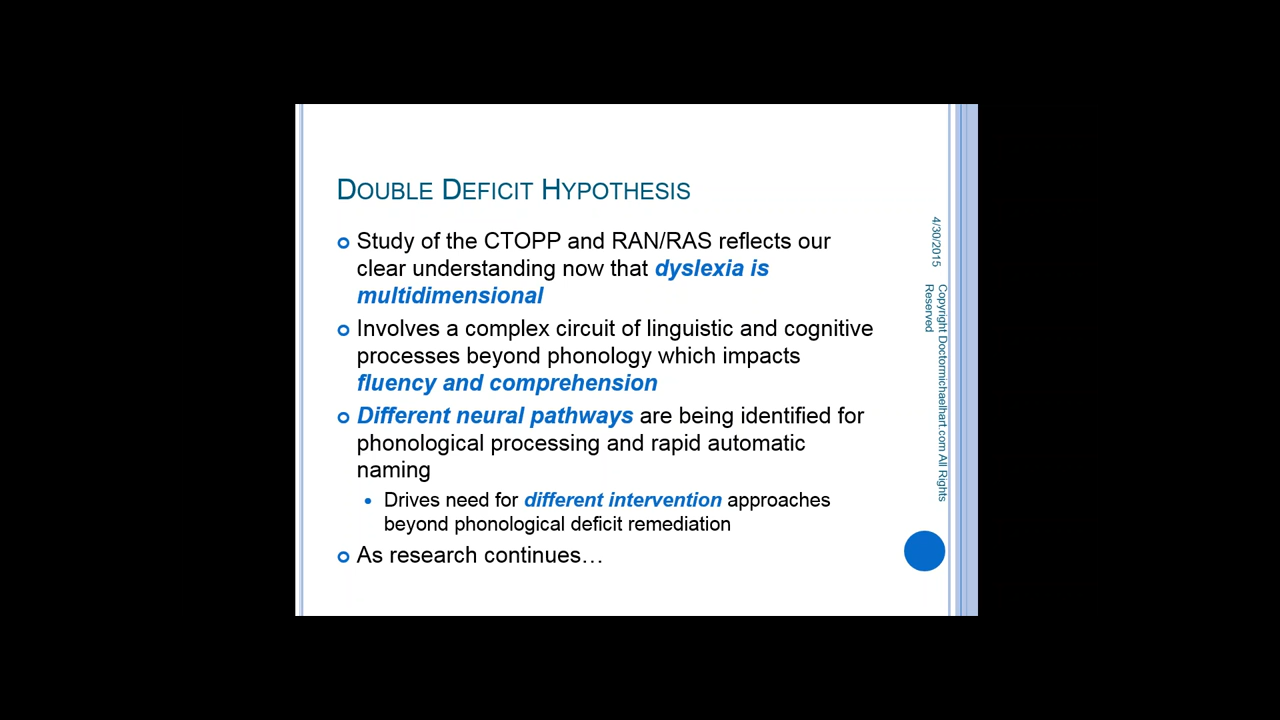 DOUBLE DEFICIT HYPOTHESIS
Study of the CTOPP and RAN/RAS reflects our
clear understanding now that dyslexia is
multidimensional
Involves a complex circuit of linguistic and cognitive
processes beyond phonology which impacts
fluency and comprehension
Different neural pathways are being identified for
phonological processing and rapid automatic
naming
Drives need for different intervention approaches
beyond phonological deficit remediation
As research continues…
4/30/2015
Copyright Doctormichaelhart.com All Rights
Reserved